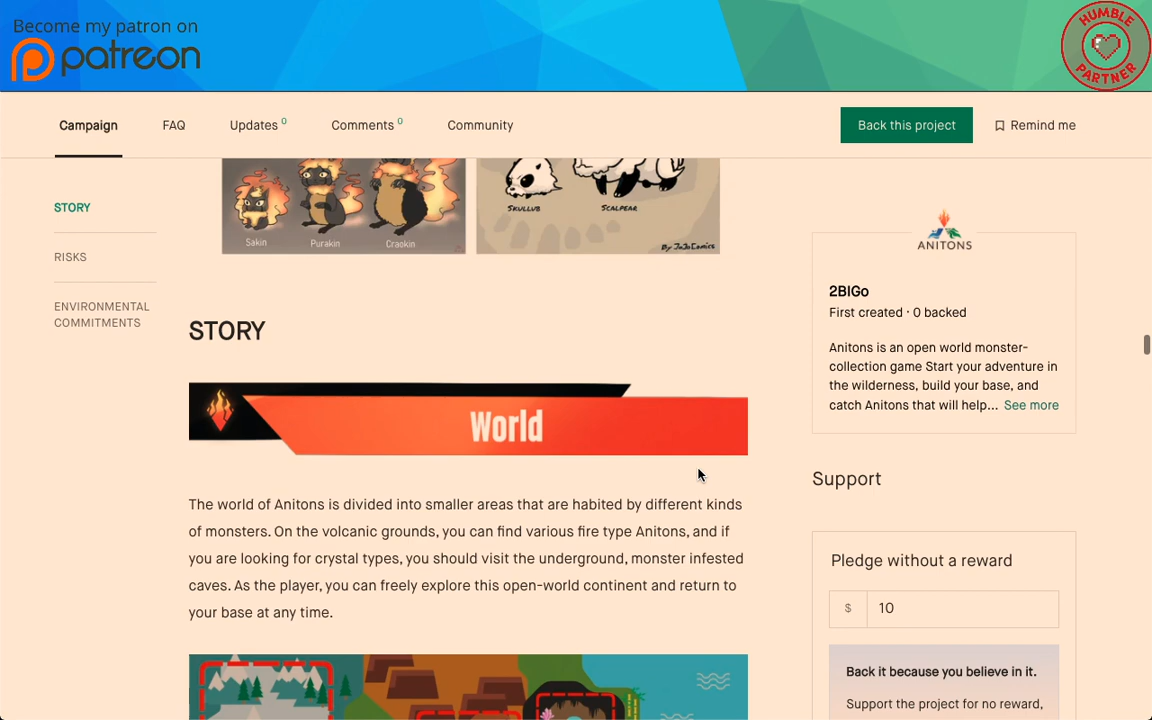 Become my patron on
patreon
HUMBLE
PARTNER
Campaign
FAQ
Updates 0
Comments 0
Community
Back this project
Remind me
STORY
RISKS
ENVIRONMENTAL
COMMITMENTS
Sakin
Purakin
Craokin
SKULLUB
SCALPEAR
By JoJoComics
STORY
World
The world of Anitons is divided into smaller areas that are habited by different kinds
of monsters. On the volcanic grounds, you can find various fire type Anitons, and if
you are looking for crystal types, you should visit the underground, monster infested
caves. As the player, you can freely explore this open-world continent and return to
your base at any time.
ANITONS
2BIGo
First created · 0 backed
Anitons is an open world monster-
collection game Start your adventure in
the wilderness, build your base, and
catch Anitons that will help... See more
Support
Pledge without a reward
$ 10
Back it because you believe in it.
Support the project for no reward,